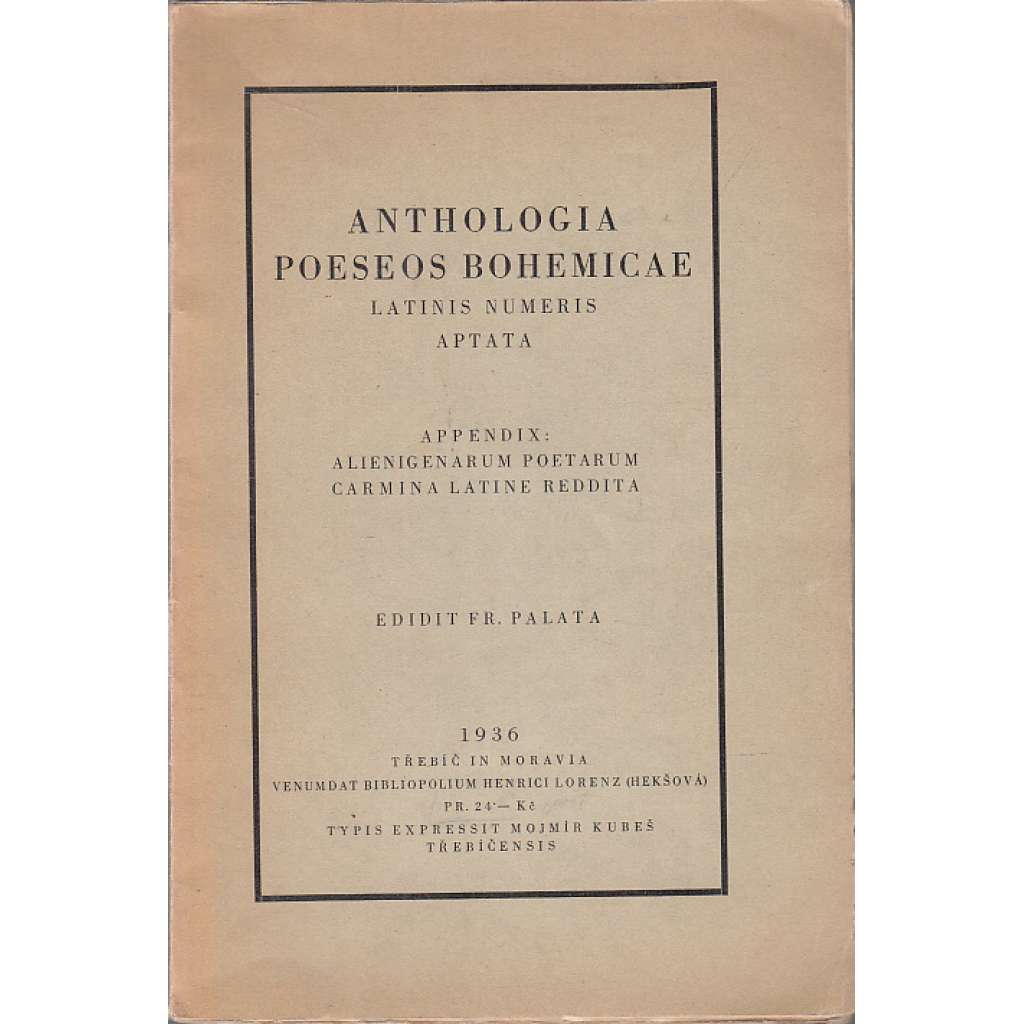 ANTHOLOGIA
POESEOS BOHEMICAE
LATINIS NUMERIS
APTATA
APPENDIX:
ALIENIGENARUM POETARUM
CARMINA LATINE REDDITA
EDIDIT FR. PALATA
1936
TŘEBÍČ IN MORAVIA
VENUMDAT BIBLIOPOLIUM HENRICI LORENZ (HEKŠOVÁ)
PR. 24·— Kč
TYPIS EXPRESSIT MOJMÍR KUBEŠ
TŘEBÍČENSIS